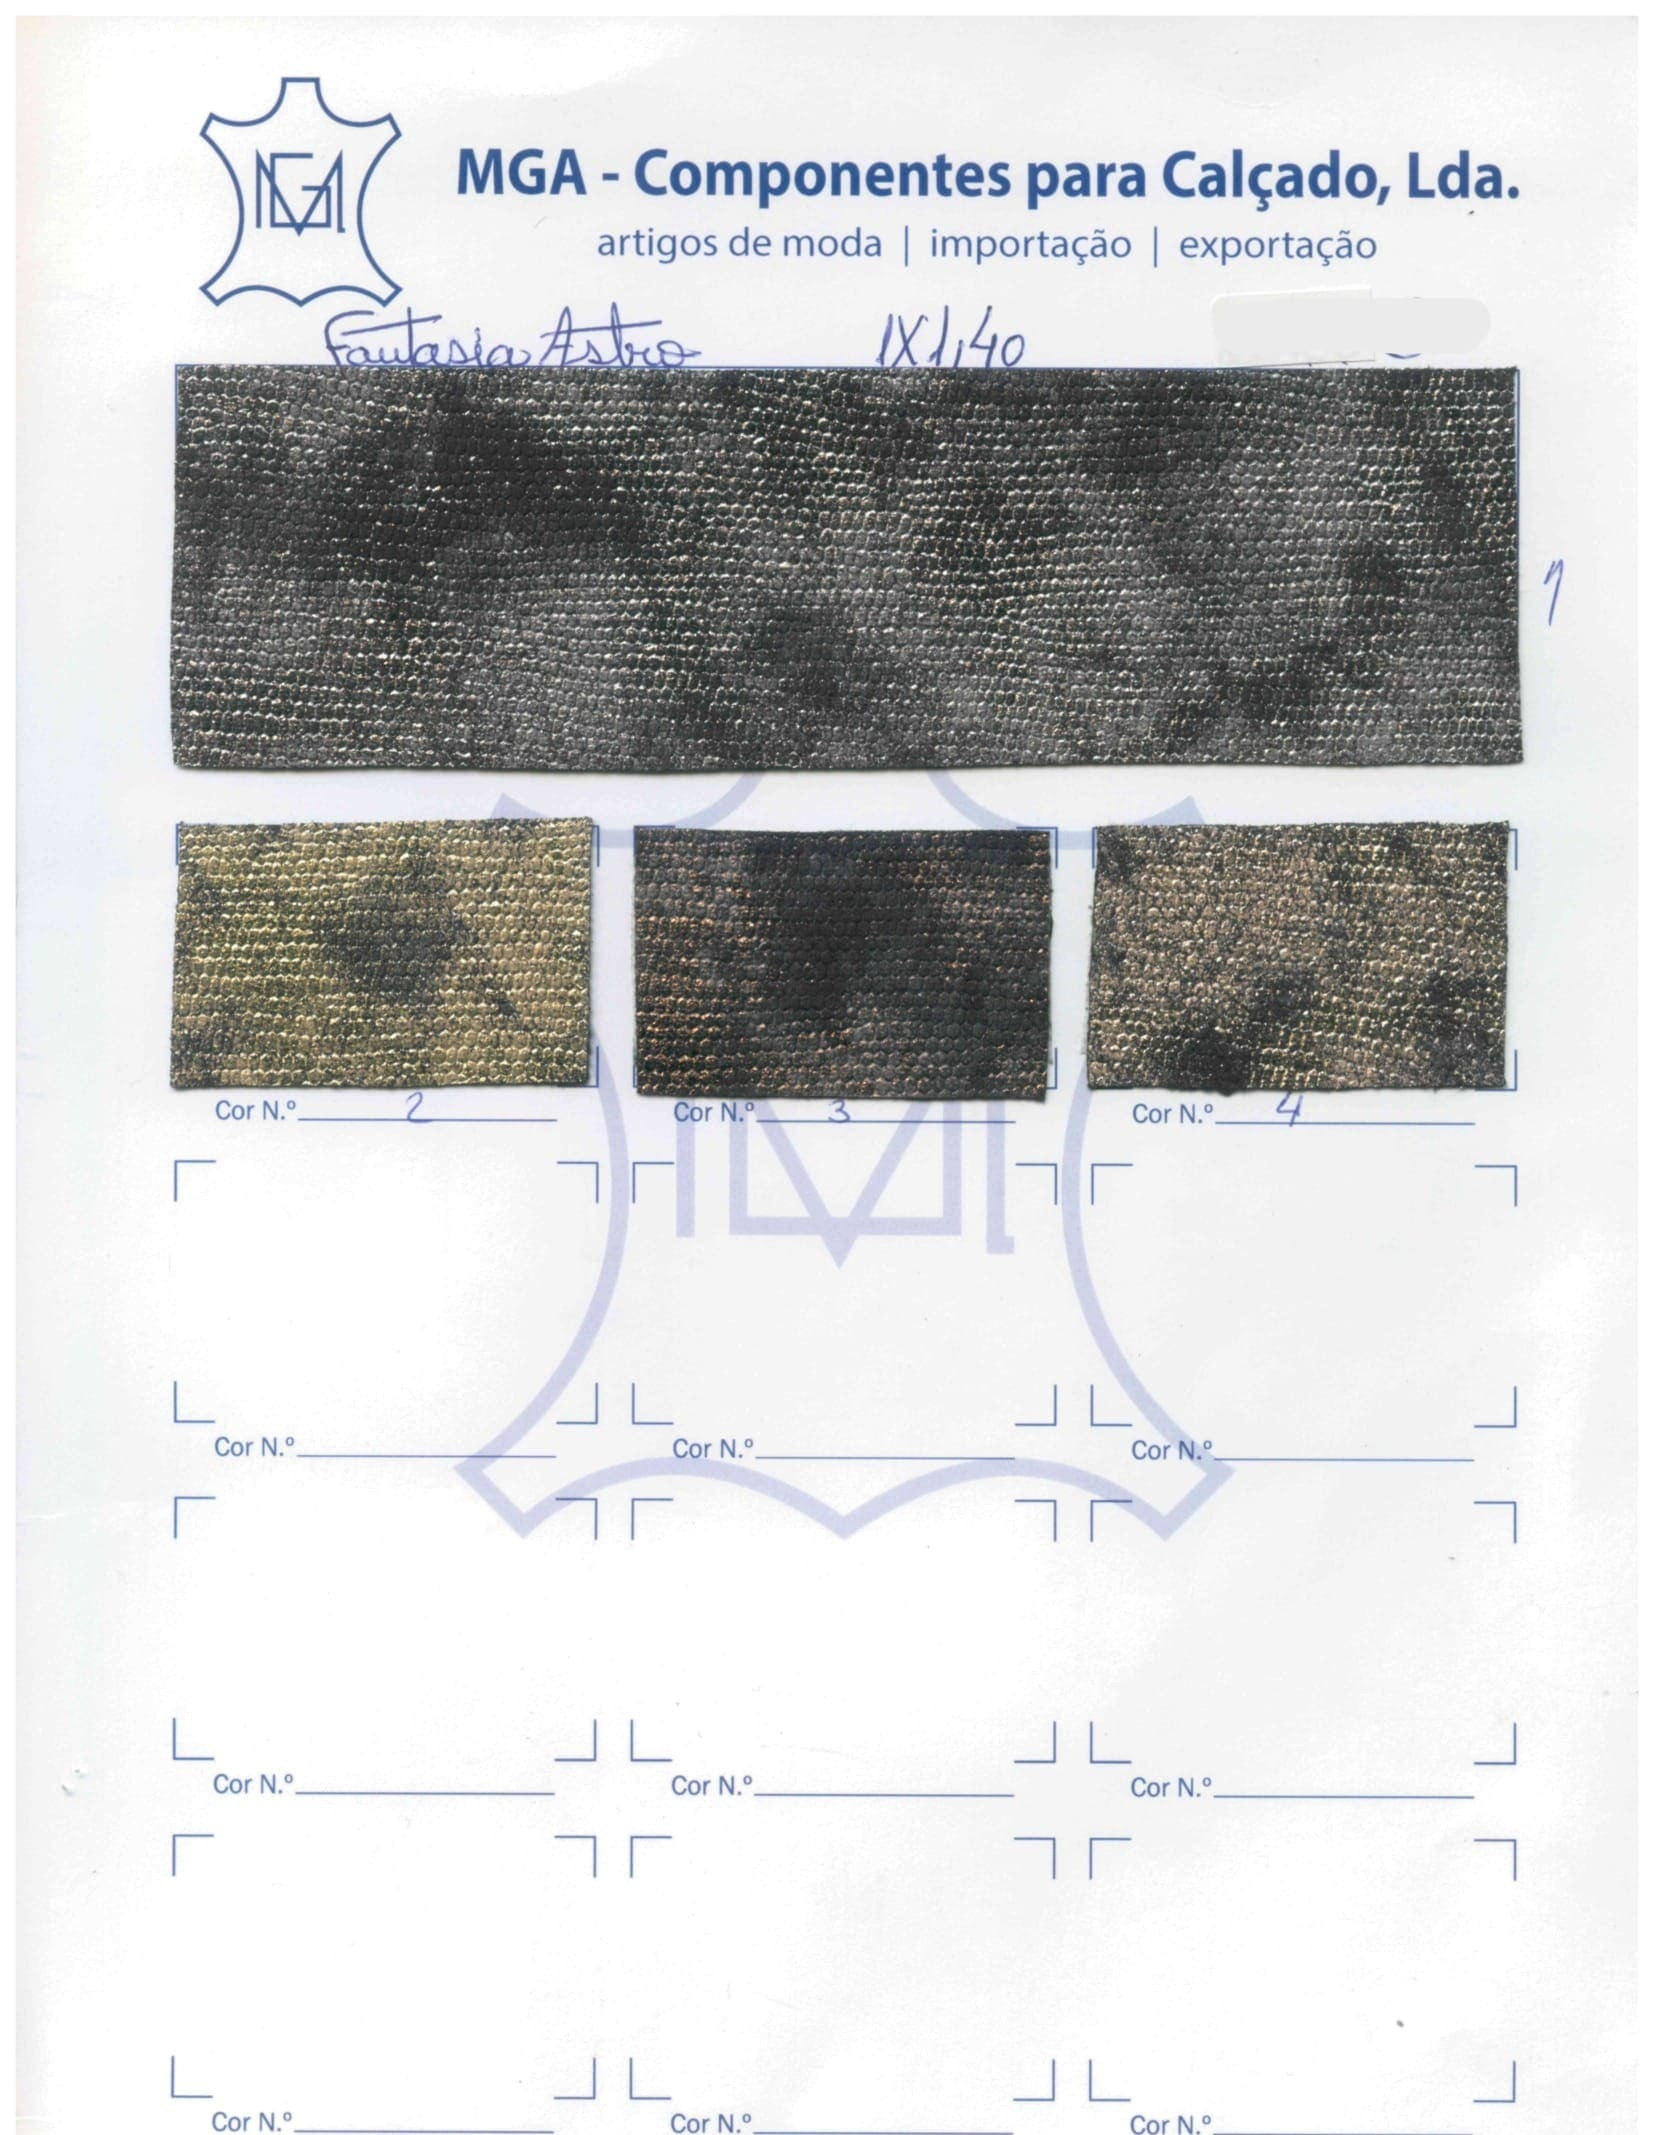 MGA
MGA - Componentes para Calçado, Lda.
artigos de moda | importação | exportação
Fantasia Astro 1X1,40
1
Cor N.º 2 Cor N.º 3 Cor N.º 4
Cor N.º Cor N.º Cor N.º
Cor N.º Cor N.º Cor N.º
Cor N.º Cor N.º Cor N.º